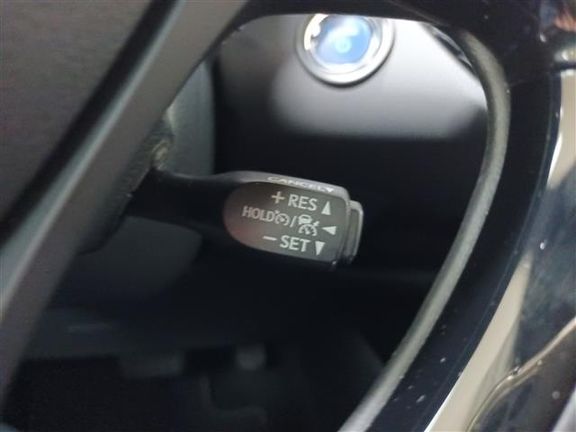 CANCEL
+ RES ▲
HOLD / ◀
− SET ▼